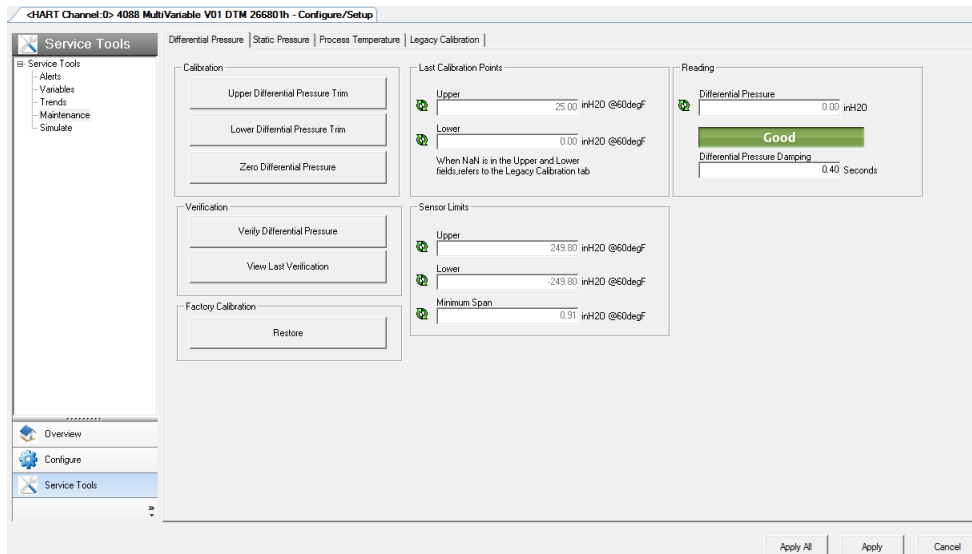 <HART Channel:0> 4088 MultiVariable V01 DTM 266801h - Configure/Setup
Service Tools
Service Tools
Alerts
Variables
Trends
Maintenance
Simulate
Overview
Configure
Service Tools
Differential Pressure
Static Pressure
Process Temperature
Legacy Calibration
Calibration
Upper Differential Pressure Trim
Lower Differntial Pressure Trim
Zero Differential Pressure
Verification
Verify Differential Pressure
View Last Verification
Factory Calibration
Restore
Last Calibration Points
Upper
25.00 inH2O @60degF
Lower
0.00 inH2O @60degF
When NaN is in the Upper and Lower
fields,refers to the Legacy Calibration tab
Sensor Limits
Upper
249.80 inH2O @60degF
Lower
-249.80 inH2O @60degF
Minimum Span
0.91 inH2O @60degF
Reading
Differential Pressure
0.00 inH2O
Good
Differential Pressure Damping
0.40 Seconds
Apply All
Apply
Cancel